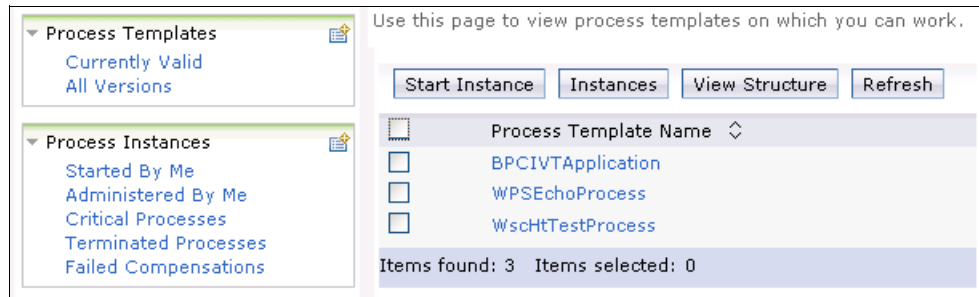 Process Templates
Currently Valid
All Versions
Process Instances
Started By Me
Administered By Me
Critical Processes
Terminated Processes
Failed Compensations
Use this page to view process templates on which you can work.
Start Instance Instances View Structure Refresh
Process Template Name
BPCIVTApplication
WPSEchoProcess
WscHtTestProcess
Items found: 3 Items selected: 0